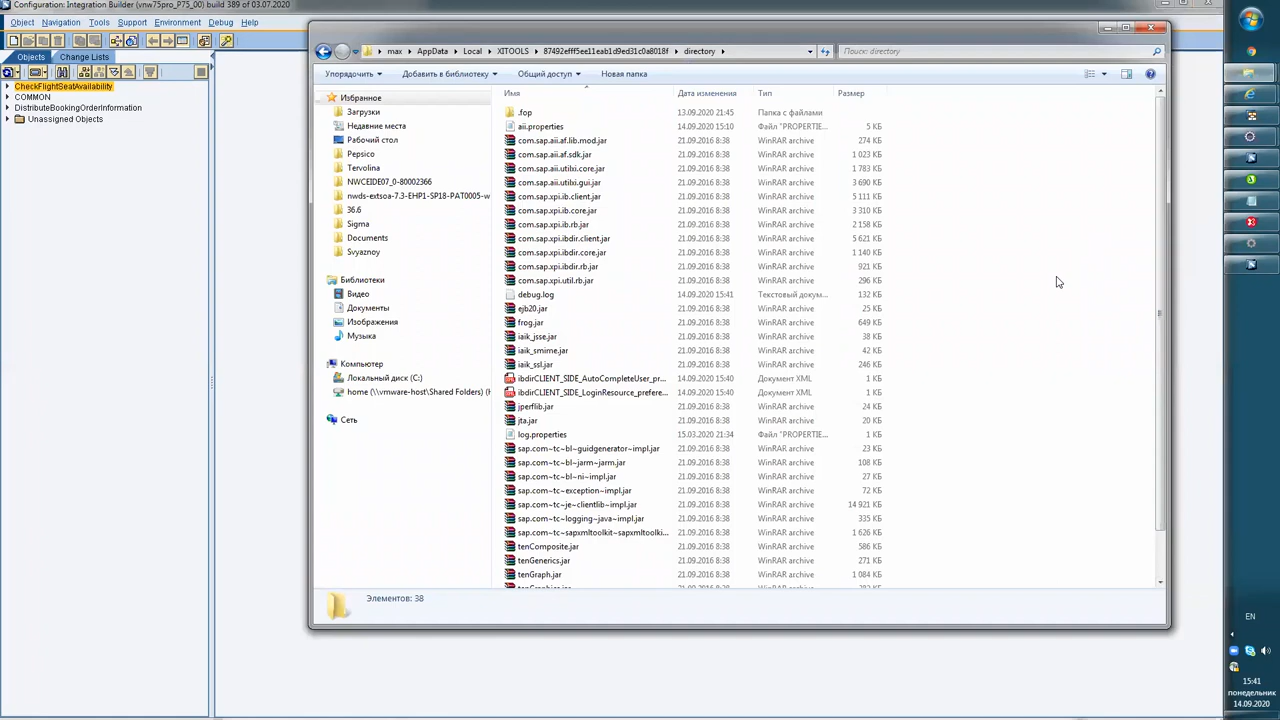 Configuration: Integration Builder (vnw75pro_P75_00) build 389 of 03.07.2020
Object Navigation Tools Support Environment Debug Help
Objects Change Lists
CheckFlightSeatAvailability
COMMON
DistributeBookingOrderInformation
Unassigned Objects
max AppData Local XITOOLS 87492efff5ee11eab1d9ed31c0a8018f directory
Поиск: directory
Упорядочить Добавить в библиотеку Общий доступ Новая папка
Избранное
Загрузки
Недавние места
Рабочий стол
Pepsico
Tervolina
NWCEIDE07_0-80002366
nwds-extsoa-7.3-EHP1-SP18-PAT0005-w
36.6
Sigma
Documents
Svyaznoy
Библиотеки
Видео
Документы
Изображения
Музыка
Компьютер
Локальный диск (C:)
home (\\vmware-host\Shared Folders) (H
Сеть
Имя Дата изменения Тип Размер
.fop 13.09.2020 21:45 Папка с файлами
aii.properties 14.09.2020 15:10 Файл "PROPERTIE... 5 КБ
com.sap.aii.af.lib.mod.jar 21.09.2016 8:38 WinRAR archive 274 КБ
com.sap.aii.af.sdk.jar 21.09.2016 8:38 WinRAR archive 1 023 КБ
com.sap.aii.utilxi.core.jar 21.09.2016 8:38 WinRAR archive 1 783 КБ
com.sap.aii.utilxi.gui.jar 21.09.2016 8:38 WinRAR archive 3 690 КБ
com.sap.xpi.ib.client.jar 21.09.2016 8:38 WinRAR archive 5 111 КБ
com.sap.xpi.ib.core.jar 21.09.2016 8:38 WinRAR archive 3 310 КБ
com.sap.xpi.ib.rb.jar 21.09.2016 8:38 WinRAR archive 2 158 КБ
com.sap.xpi.ibdir.client.jar 21.09.2016 8:38 WinRAR archive 5 621 КБ
com.sap.xpi.ibdir.core.jar 21.09.2016 8:38 WinRAR archive 1 140 КБ
com.sap.xpi.ibdir.rb.jar 21.09.2016 8:38 WinRAR archive 921 КБ
com.sap.xpi.util.rb.jar 21.09.2016 8:38 WinRAR archive 296 КБ
debug.log 14.09.2020 15:41 Текстовый докум... 132 КБ
ejb20.jar 21.09.2016 8:38 WinRAR archive 25 КБ
frog.jar 21.09.2016 8:38 WinRAR archive 649 КБ
iaik_jsse.jar 21.09.2016 8:38 WinRAR archive 38 КБ
iaik_smime.jar 21.09.2016 8:38 WinRAR archive 42 КБ
iaik_ssl.jar 21.09.2016 8:38 WinRAR archive 246 КБ
ibdirCLIENT_SIDE_AutoCompleteUser_pr... 14.09.2020 15:40 Документ XML 1 КБ
ibdirCLIENT_SIDE_LoginResource_prefere... 14.09.2020 15:40 Документ XML 1 КБ
jperflib.jar 21.09.2016 8:38 WinRAR archive 24 КБ
jta.jar 21.09.2016 8:38 WinRAR archive 20 КБ
log.properties 15.03.2020 21:34 Файл "PROPERTIE... 1 КБ
sap.com~tc~bl~guidgenerator~impl.jar 21.09.2016 8:38 WinRAR archive 23 КБ
sap.com~tc~bl~jarm~jarm.jar 21.09.2016 8:38 WinRAR archive 108 КБ
sap.com~tc~bl~ni~impl.jar 21.09.2016 8:38 WinRAR archive 27 КБ
sap.com~tc~exception~impl.jar 21.09.2016 8:38 WinRAR archive 72 КБ
sap.com~tc~je~clientlib~impl.jar 21.09.2016 8:38 WinRAR archive 14 921 КБ
sap.com~tc~logging~java~impl.jar 21.09.2016 8:38 WinRAR archive 335 КБ
sap.com~tc~sapxmltoolkit~sapxmltoolki... 21.09.2016 8:38 WinRAR archive 1 626 КБ
tenComposite.jar 21.09.2016 8:38 WinRAR archive 586 КБ
tenGenerics.jar 21.09.2016 8:38 WinRAR archive 271 КБ
tenGraph.jar 21.09.2016 8:38 WinRAR archive 1 084 КБ
Элементов: 38
EN
15:41
понедельник
14.09.2020